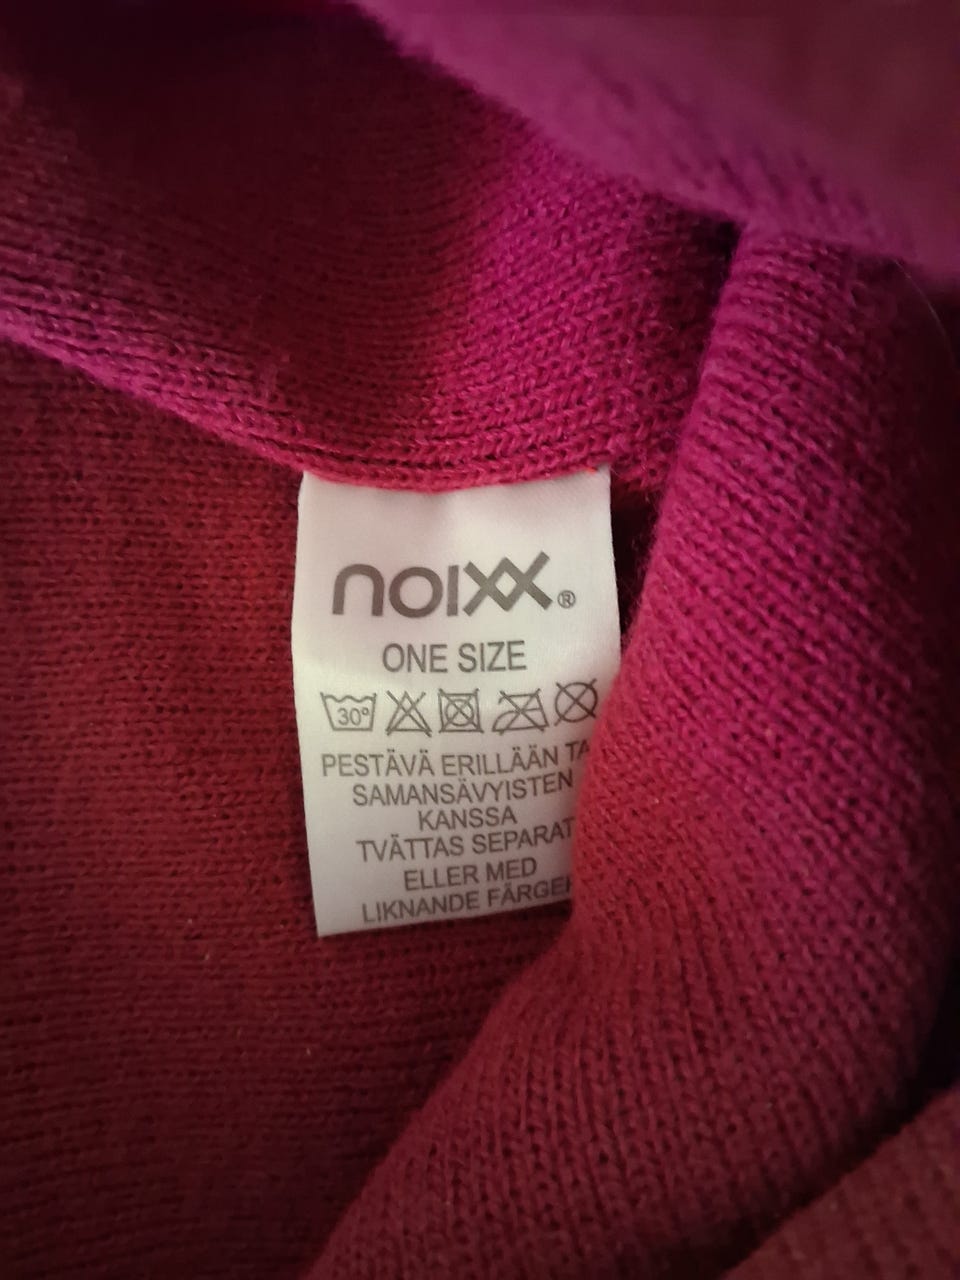 noixx®
ONE SIZE
30°
PESTÄVÄ ERILLÄÄN
SAMANSÄVYISTEN
KANSSA
TVÄTTAS SEPARAT
ELLER MED
LIKNANDE